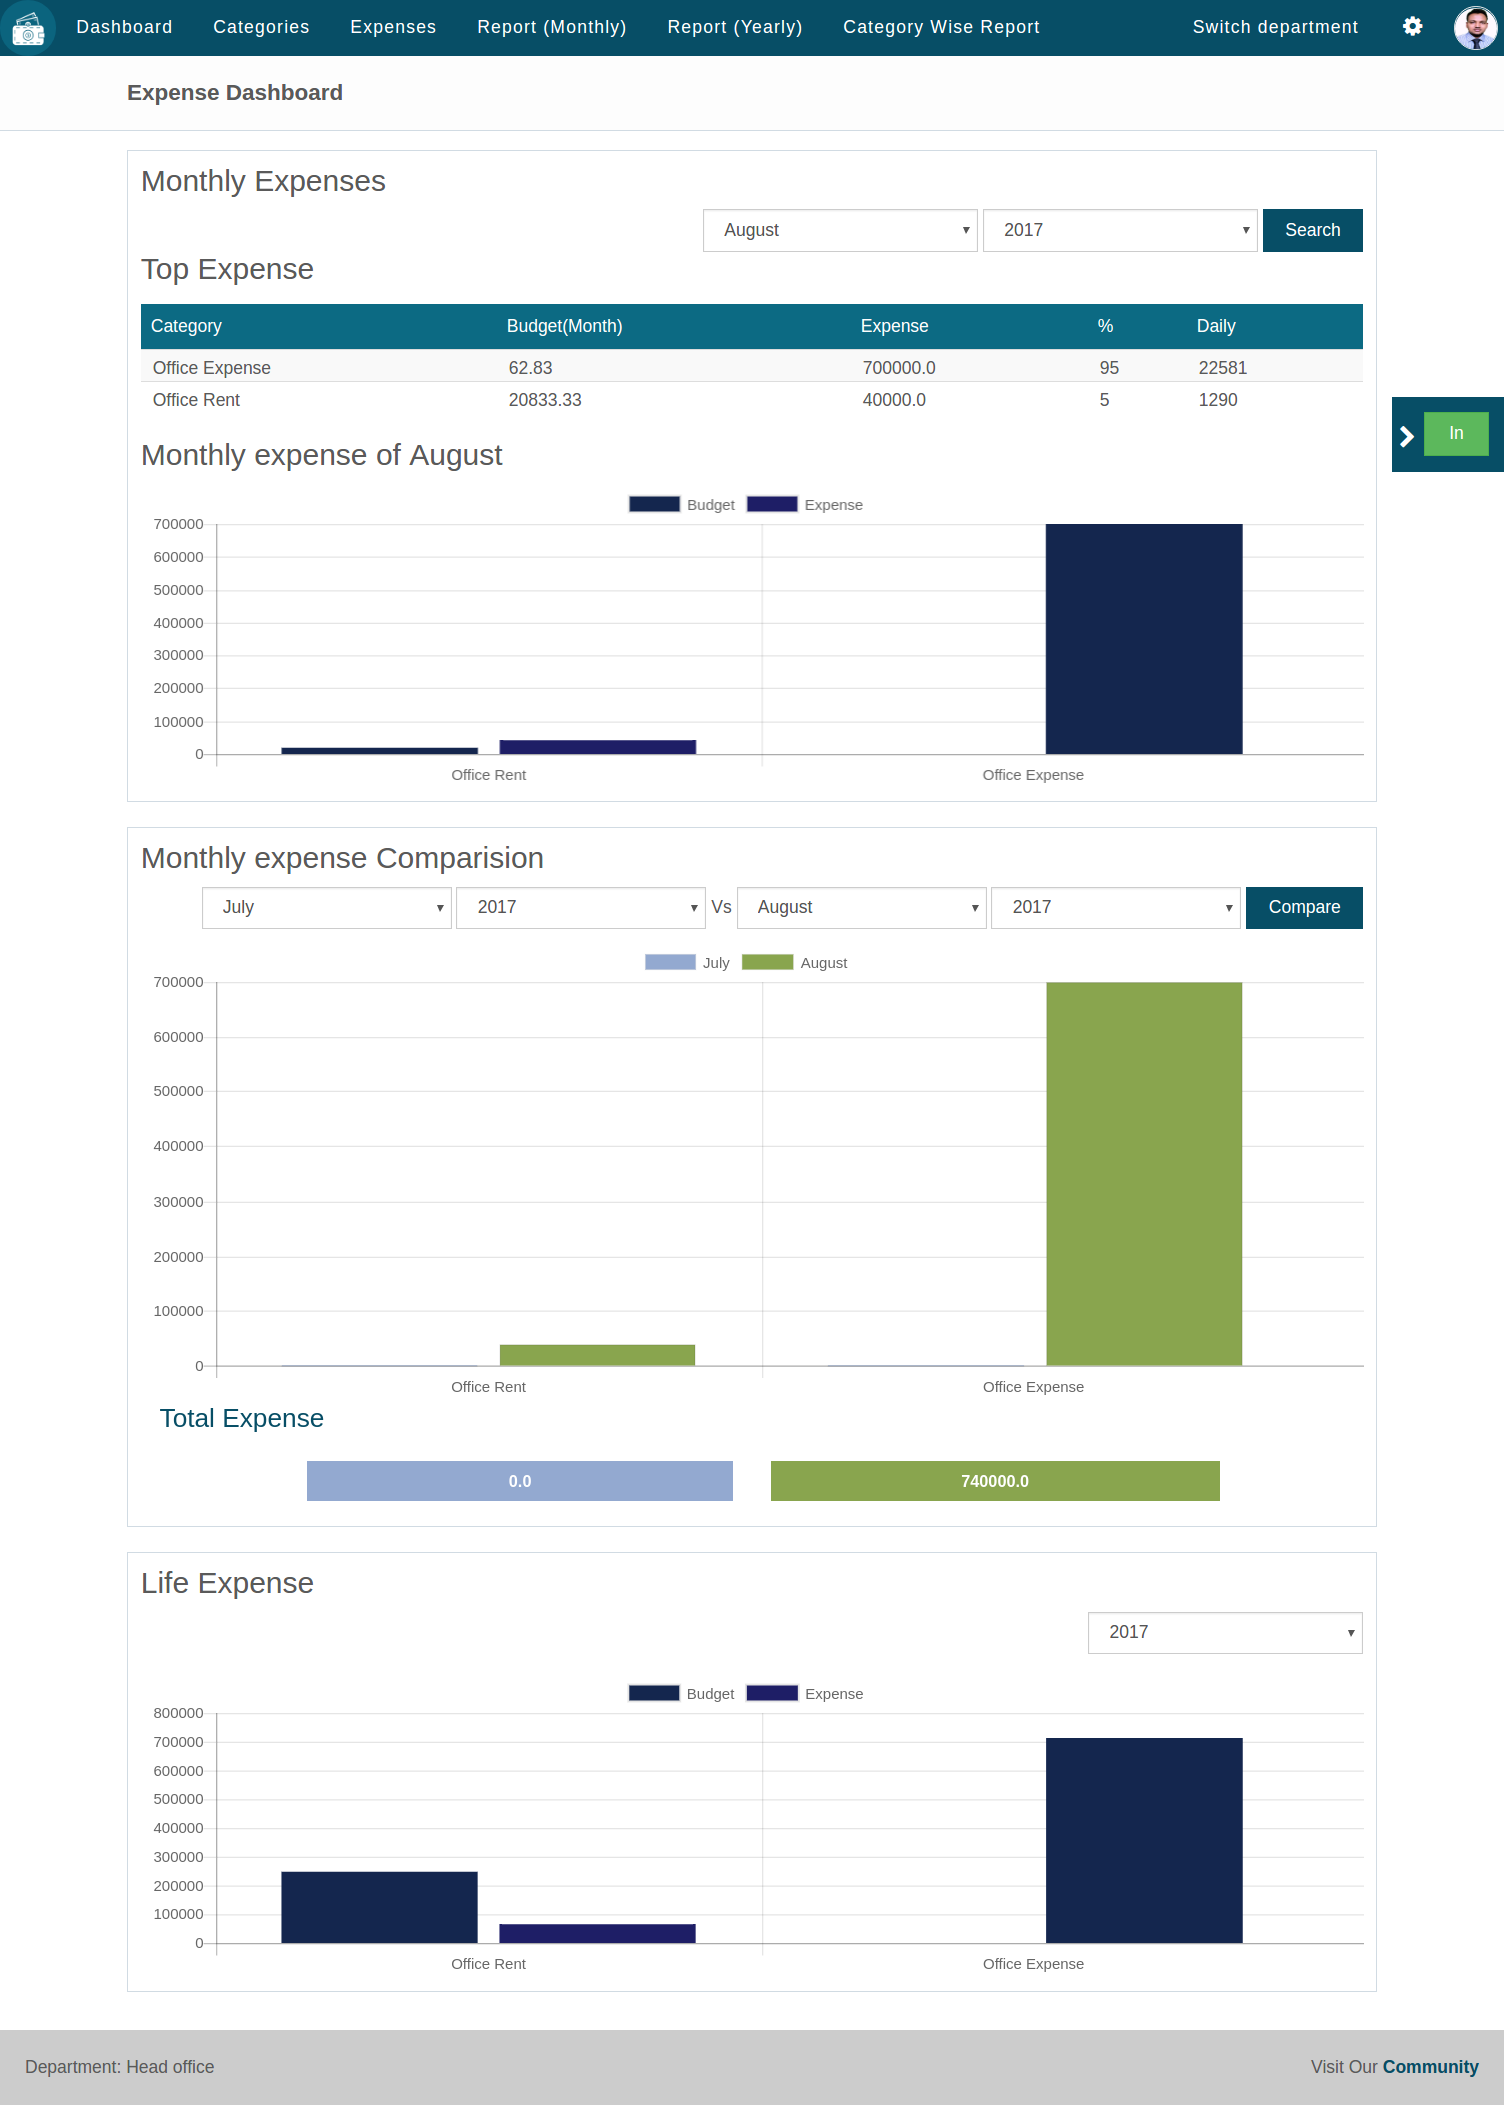 Dashboard Categories Expenses Report (Monthly) Report (Yearly) Category Wise Report Switch department
Expense Dashboard
Monthly Expenses
August 2017 Search
Top Expense
Category Budget(Month) Expense % Daily
Office Expense 62.83 700000.0 95 22581
Office Rent 20833.33 40000.0 5 1290
In
Monthly expense of August
Budget Expense
700000
600000
500000
400000
300000
200000
100000
0
Office Rent Office Expense
Monthly expense Comparision
July 2017 Vs August 2017 Compare
July August
700000
600000
500000
400000
300000
200000
100000
0
Office Rent Office Expense
Total Expense
0.0 740000.0
Life Expense
2017
Budget Expense
800000
700000
600000
500000
400000
300000
200000
100000
0
Office Rent Office Expense
Department: Head office Visit Our Community